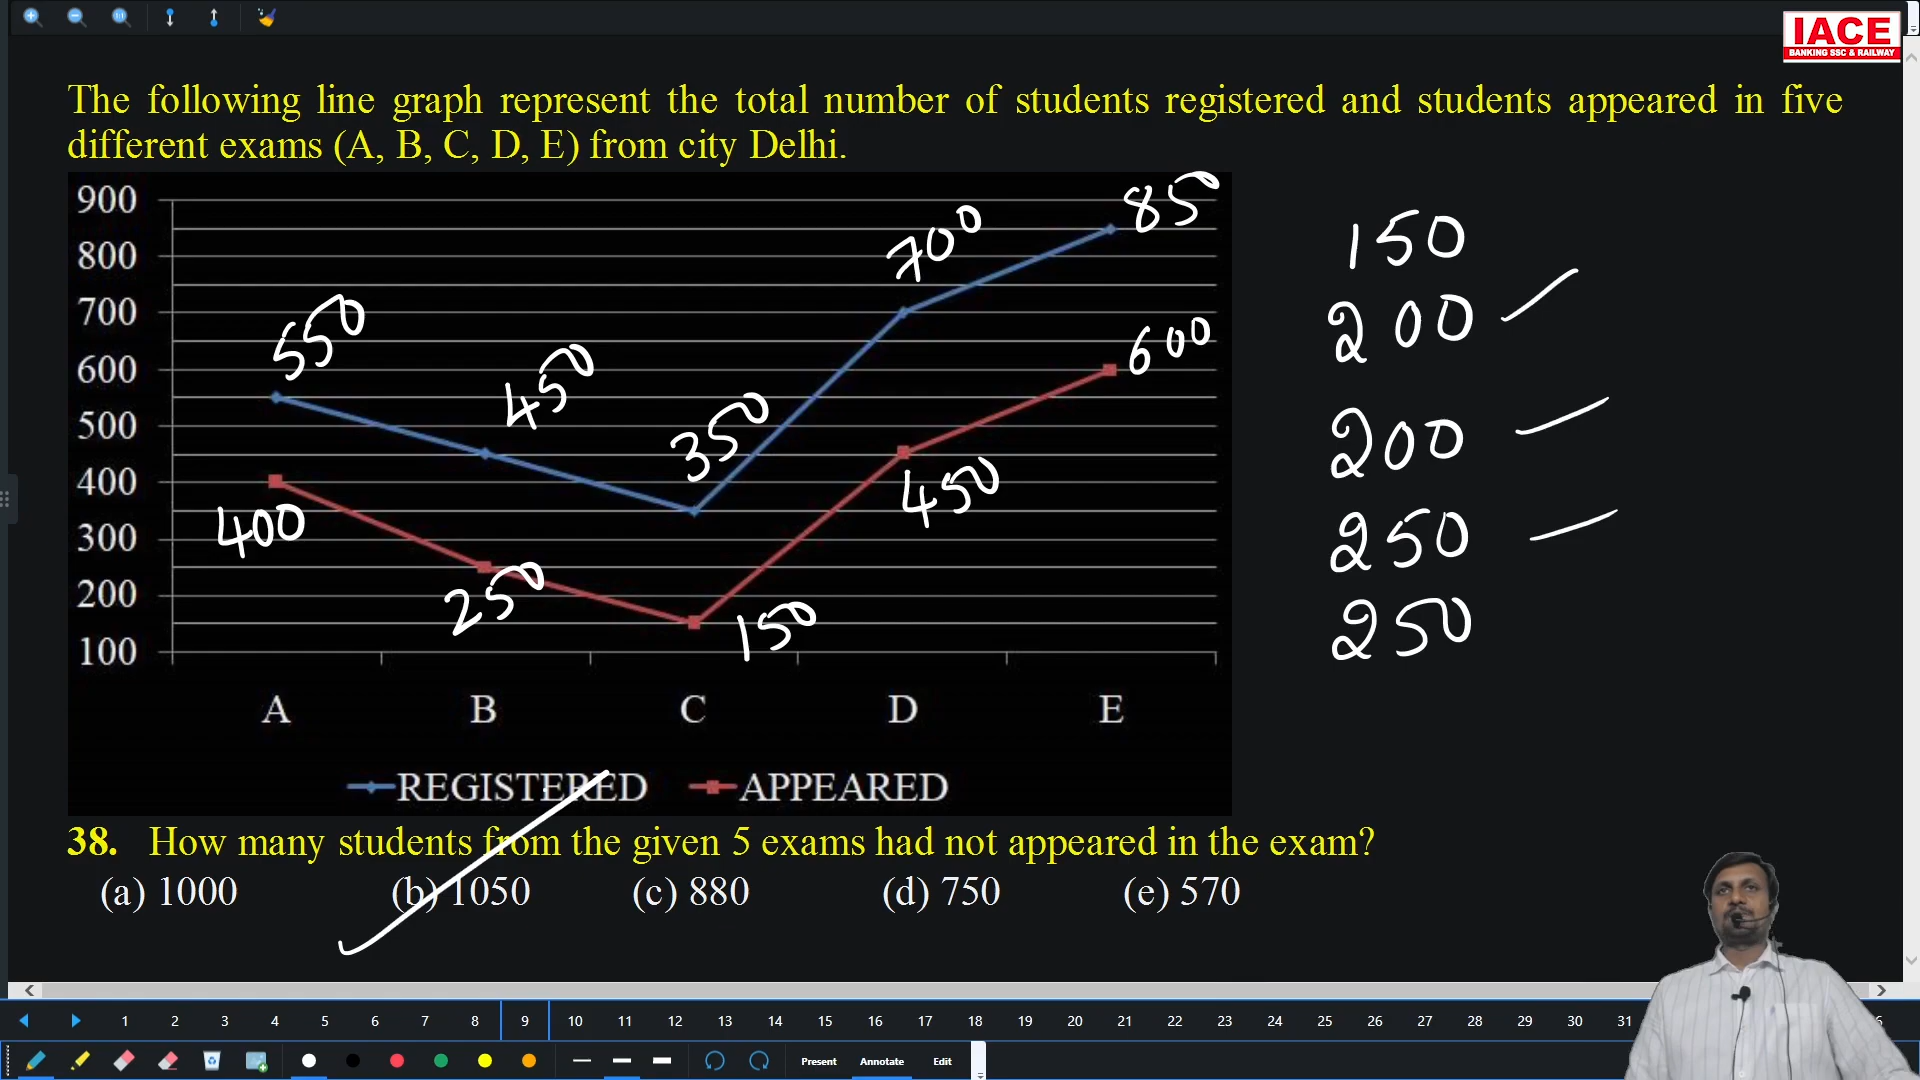 IACE
BANKING SSC & RAILWAY
The following line graph represent the total number of students registered and students appeared in five
different exams (A, B, C, D, E) from city Delhi.
900
800
700
600
500
400
300
200
100
550
450
350
700
850
400
250
150
450
600
A B C D E
REGISTERED APPEARED
150
200
200
250
250
38. How many students from the given 5 exams had not appeared in the exam?
(a) 1000 (b) 1050 (c) 880 (d) 750 (e) 570
1 2 3 4 5 6 7 8 9 10 11 12 13 14 15 16 17 18 19 20 21 22 23 24 25 26 27 28 29 30 31 6
Present Annotate Edit